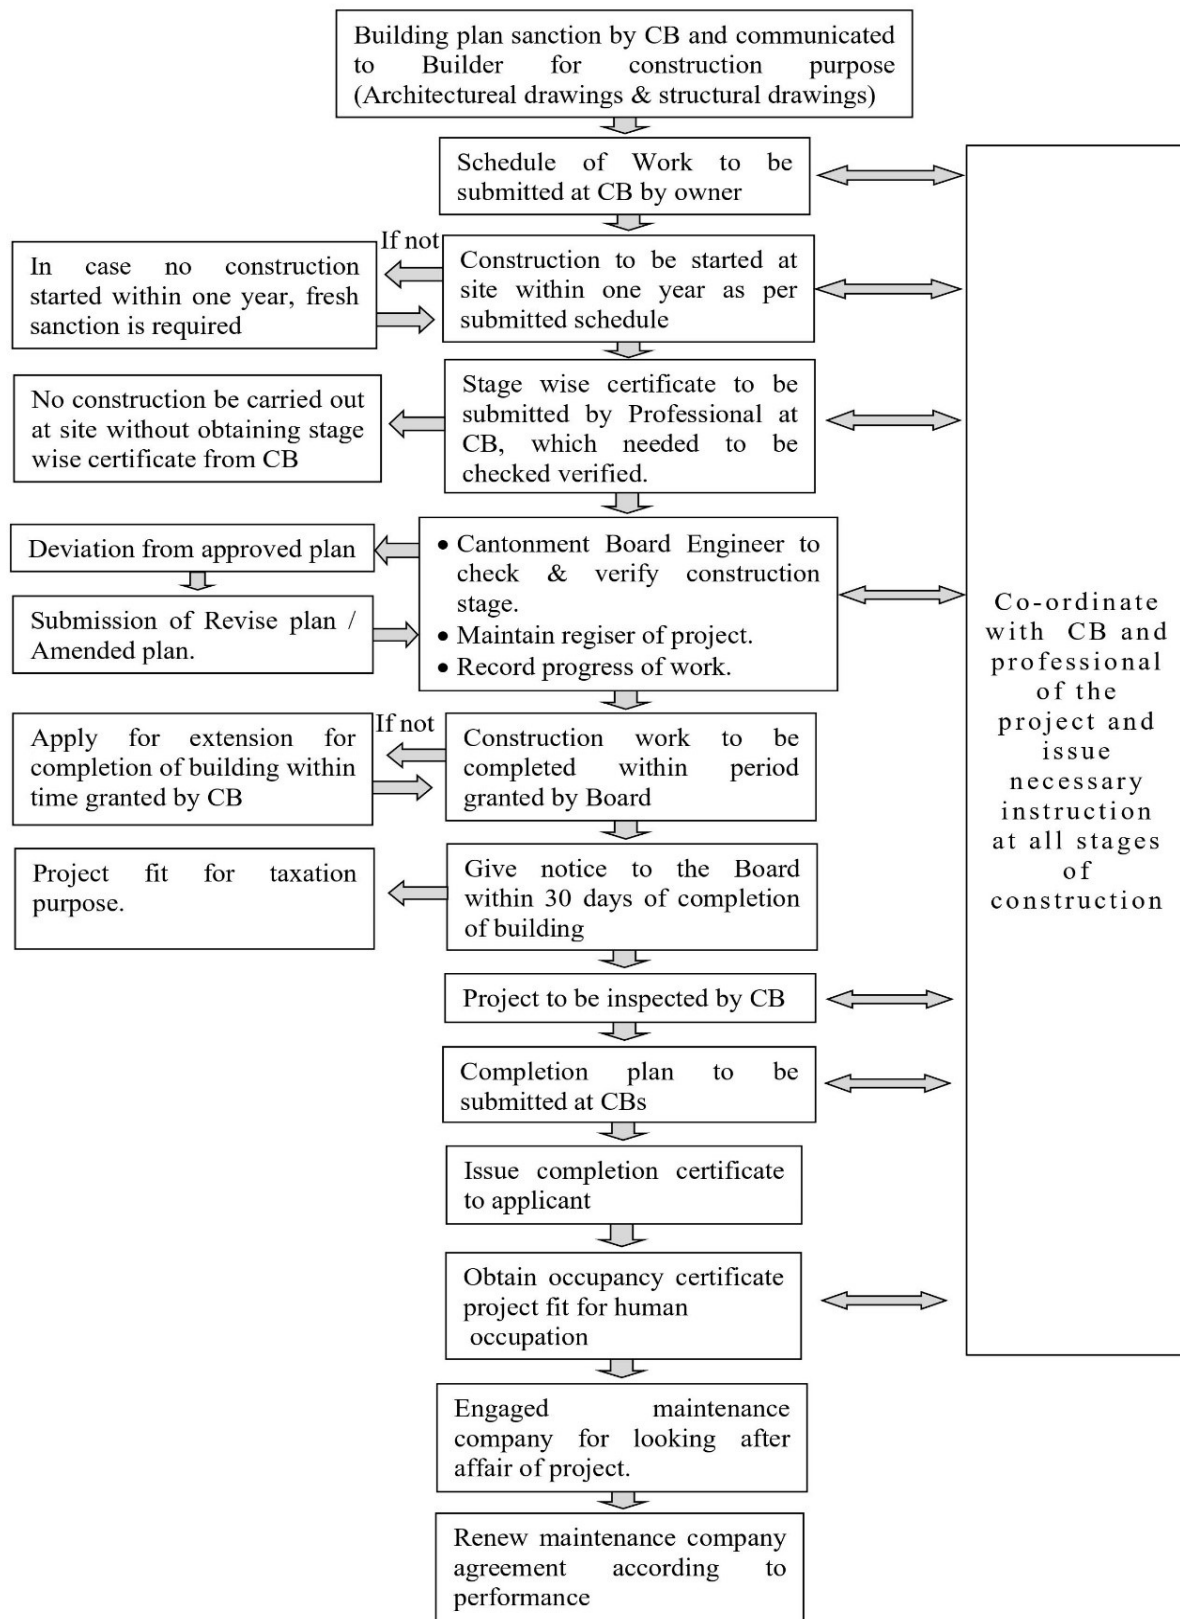 Building plan sanction by CB and communicated
to Builder for construction purpose
(Architectureal drawings & structural drawings)
Schedule of Work to be
submitted at CB by owner
If not
In case no construction
started within one year, fresh
sanction is required
Construction to be started at
site within one year as per
submitted schedule
No construction be carried out
at site without obtaining stage
wise certificate from CB
Stage wise certificate to be
submitted by Professional at
CB, which needed to be
checked verified.
Deviation from approved plan
Submission of Revise plan /
Amended plan.
• Cantonment Board Engineer to
check & verify construction
stage.
• Maintain regiser of project.
• Record progress of work.
If not
Apply for extension for
completion of building within
time granted by CB
Construction work to be
completed within period
granted by Board
Project fit for taxation
purpose.
Give notice to the Board
within 30 days of completion
of building
Project to be inspected by CB
Completion plan to be
submitted at CBs
Issue completion certificate
to applicant
Obtain occupancy certificate
project fit for human
occupation
Engaged maintenance
company for looking after
affair of project.
Renew maintenance company
agreement according to
performance
Co-ordinate
with CB and
professional
of the
project and
issue
necessary
instruction
at all stages
of
construction